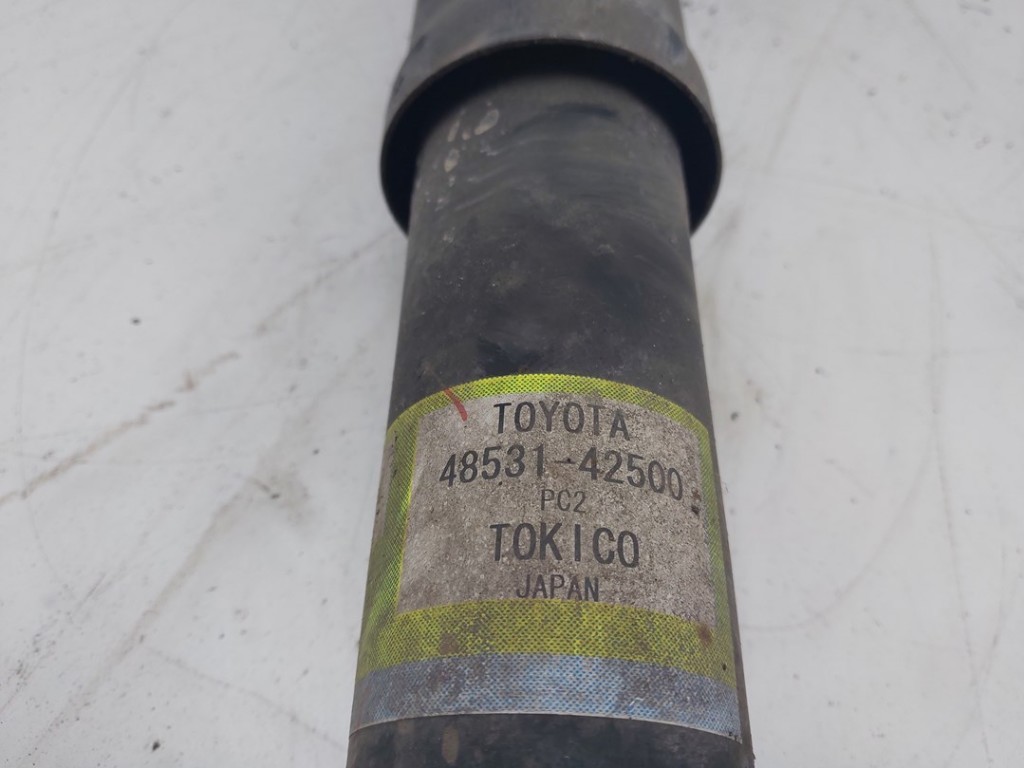 TOYOTA
48531-42500
PC2
TOKICO
JAPAN